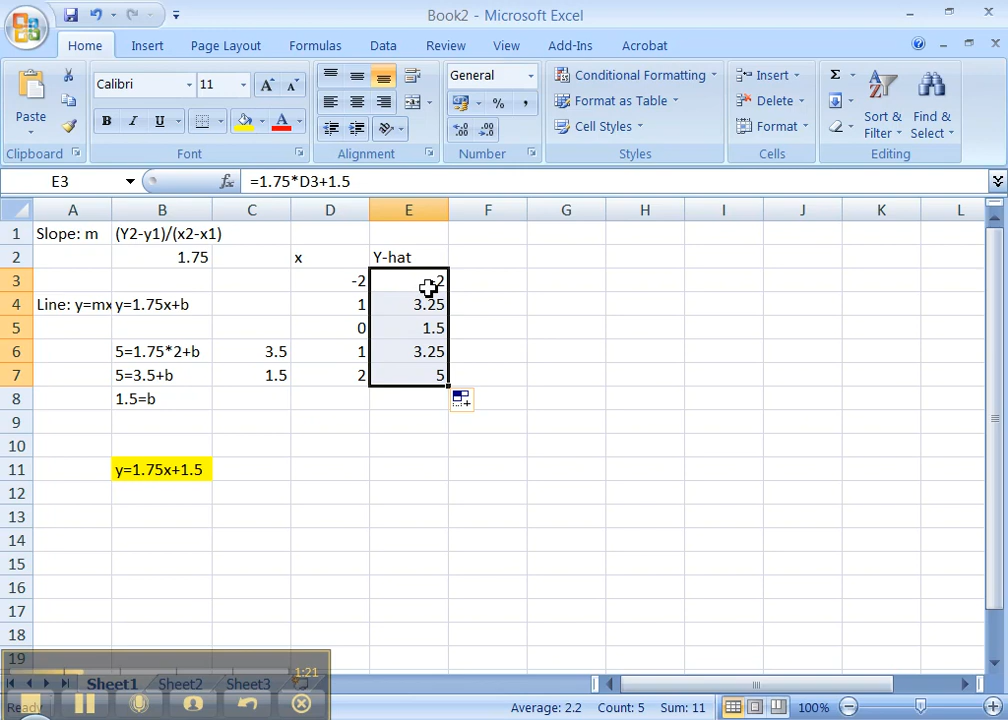 Book2 - Microsoft Excel
Home Insert Page Layout Formulas Data Review View Add-Ins Acrobat
Calibri 11 General Conditional Formatting Insert Σ
Paste B I U A % , Format as Table Delete Sort & Filter Find & Select
Cell Styles Format
Clipboard Font Alignment Number Styles Cells Editing
E3 fx =1.75*D3+1.5
A B C D E F G H I J K L
1 Slope: m (Y2-y1)/(x2-x1)
2 1.75 x Y-hat
3 -2 2
4 Line: y=mx y=1.75x+b 1 3.25
5 0 1.5
6 5=1.75*2+b 3.5 1 3.25
7 5=3.5+b 1.5 2 5
8 1.5=b
9
10
11 y=1.75x+1.5
12
13
14
15
16
17
18
19
1:21
Sheet1 Sheet2 Sheet3
Ready Average: 2.2 Count: 5 Sum: 11 100%